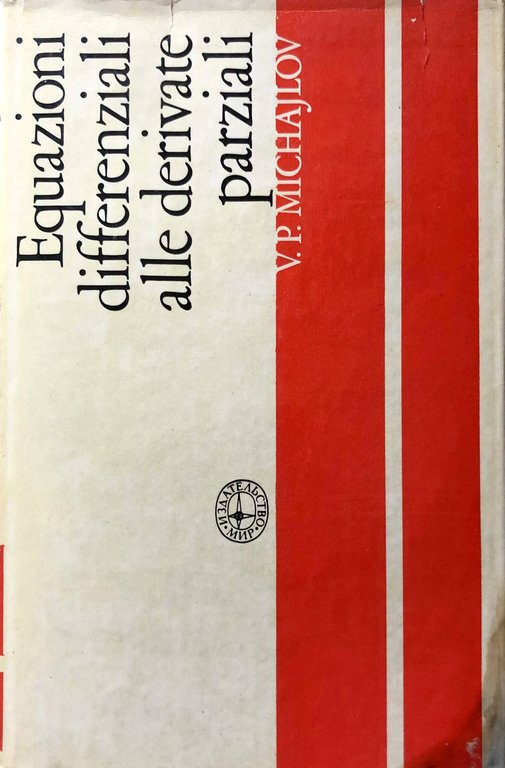 Equazioni
differenziali
alle derivate
parziali
V. P. MICHAJLOV
ИЗДАТЕЛЬСТВО
• МИР •